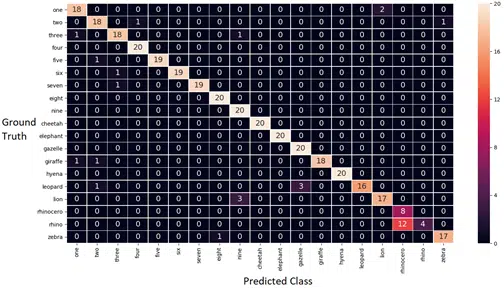 one 18 0 0 0 0 0 0 0 0 0 0 0 0 0 0 2 0 0 0
two 0 18 0 1 0 0 0 0 0 0 0 0 0 0 0 0 0 0 1
three 1 0 18 0 0 0 0 0 1 0 0 0 0 0 0 0 0 0 0
four 0 0 0 20 0 0 0 0 0 0 0 0 0 0 0 0 0 0 0
five 0 1 0 0 19 0 0 0 0 0 0 0 0 0 0 0 0 0 0
six 0 0 1 0 0 19 0 0 0 0 0 0 0 0 0 0 0 0 0
seven 0 0 1 0 0 0 19 0 0 0 0 0 0 0 0 0 0 0 0
eight 0 0 0 0 0 0 0 20 0 0 0 0 0 0 0 0 0 0 0
nine 0 0 0 0 0 0 0 0 20 0 0 0 0 0 0 0 0 0 0
Ground
Truth
cheetah 0 0 0 0 0 0 0 0 0 20 0 0 0 0 0 0 0 0 0
elephant 0 0 0 0 0 0 0 0 0 0 20 0 0 0 0 0 0 0 0
gazelle 0 0 0 0 0 0 0 0 0 0 0 20 0 0 0 0 0 0 0
giraffe 1 1 0 0 0 0 0 0 0 0 0 0 18 0 0 0 0 0 0
hyena 0 0 0 0 0 0 0 0 0 0 0 0 0 20 0 0 0 0 0
leopard 0 1 0 0 0 0 0 0 0 0 0 3 0 0 16 0 0 0 0
lion 0 0 0 0 0 0 0 0 3 0 0 0 0 0 0 17 0 0 0
rhinocero 0 0 0 0 0 0 0 0 0 0 0 0 0 0 0 0 8 0 0
rhino 0 0 0 0 0 0 0 0 0 0 0 0 0 0 0 0 12 4 0
zebra 0 0 0 0 0 0 0 1 0 0 0 0 0 0 0 0 0 0 17
one two three four five six seven eight nine cheetah elephant gazelle giraffe hyena leopard lion rhinocero rhino zebra
Predicted Class
20
16
12
8
4
0